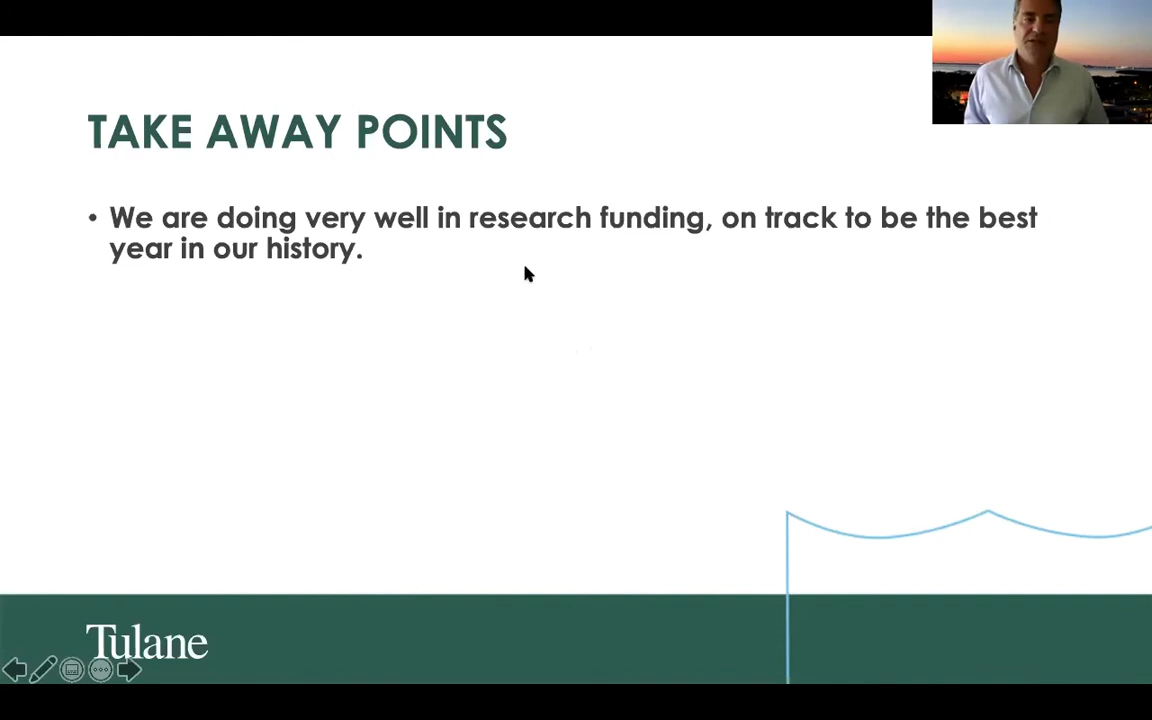 TAKE AWAY POINTS
• We are doing very well in research funding, on track to be the best
year in our history.
Tulane